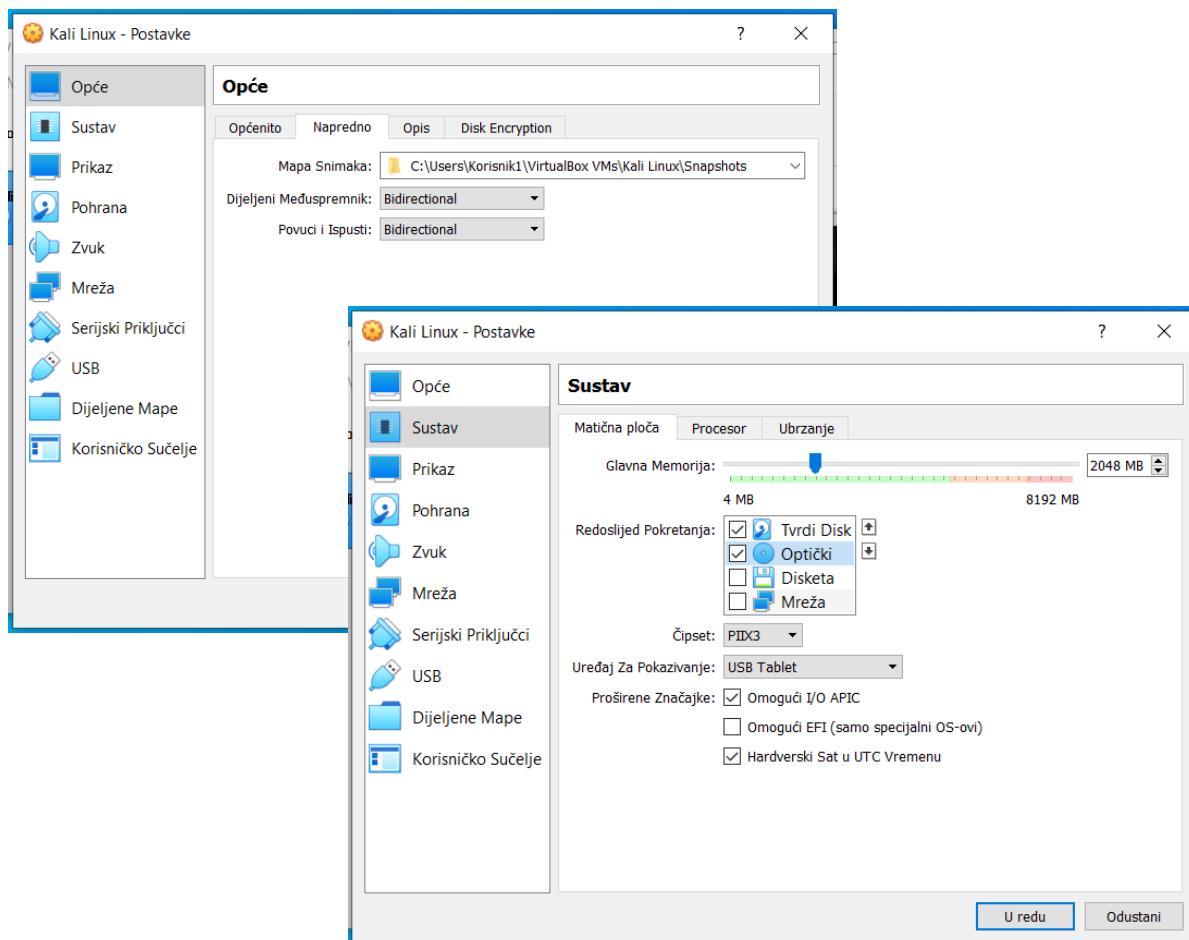 Kali Linux - Postavke
?
Opće
Sustav
Prikaz
Pohrana
Zvuk
Mreža
Serijski Priključci
USB
Dijeljene Mape
Korisničko Sučelje
Opće
Općenito Napredno Opis Disk Encryption
Mapa Snimaka: C:\Users\Korisnik1\VirtualBox VMs\Kali Linux\Snapshots
Dijeljeni Međuspremnik: Bidirectional
Povuci i Ispusti: Bidirectional
Kali Linux - Postavke
?
Opće
Sustav
Prikaz
Pohrana
Zvuk
Mreža
Serijski Priključci
USB
Dijeljene Mape
Korisničko Sučelje
Sustav
Matična ploča Procesor Ubrzanje
Glavna Memorija: 2048 MB
4 MB 8192 MB
Redoslijed Pokretanja: Tvrdi Disk
Optički
Disketa
Mreža
Čipset: PIIX3
Uređaj Za Pokazivanje: USB Tablet
Proširene Značajke: Omogući I/O APIC
Omogući EFI (samo specijalni OS-ovi)
Hardverski Sat u UTC Vremenu
U redu Odustani